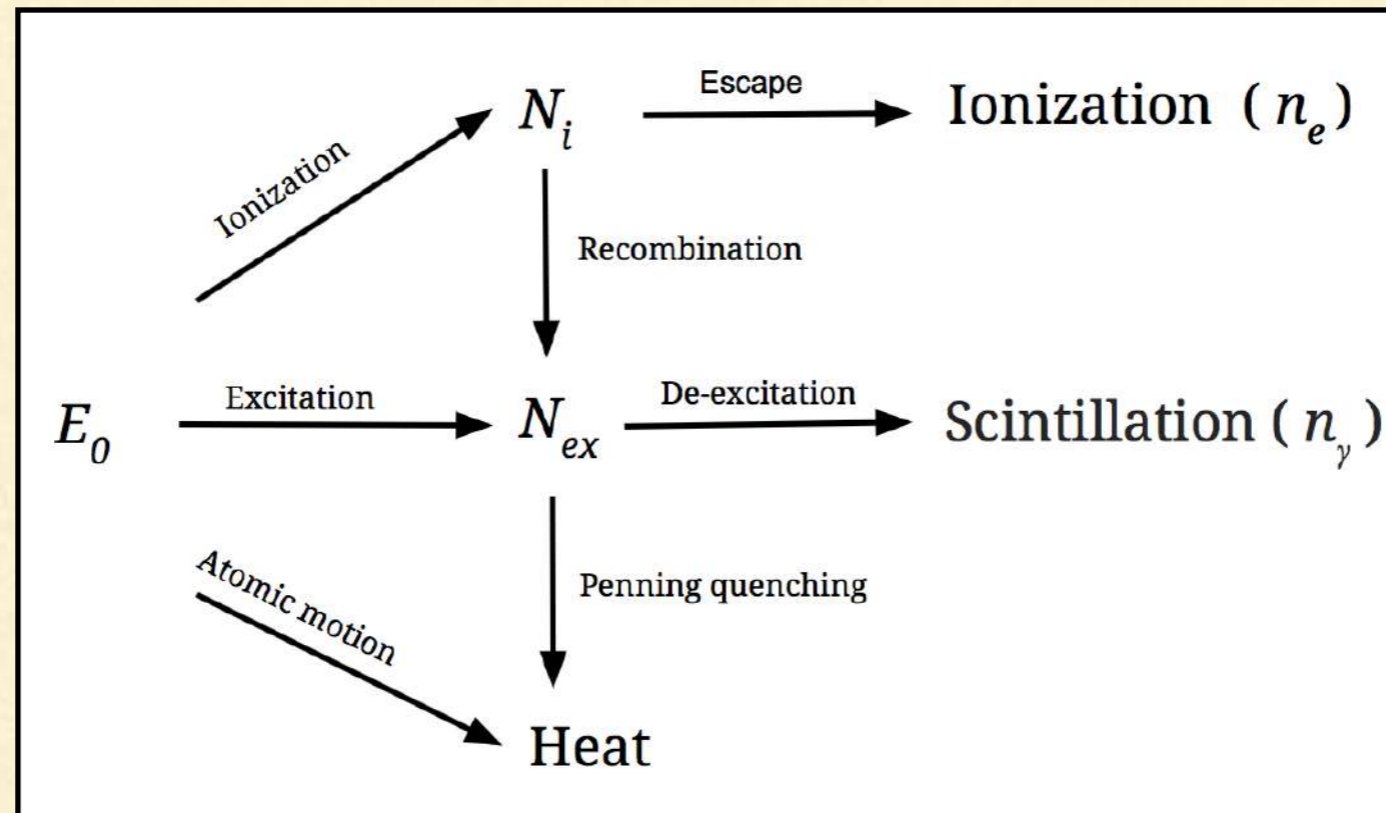 Escape
N_i
Ionization ( n_e )
Ionization
Recombination
Excitation
De-excitation
E_0
N_ex
Scintillation ( n_γ )
Atomic motion
Penning quenching
Heat